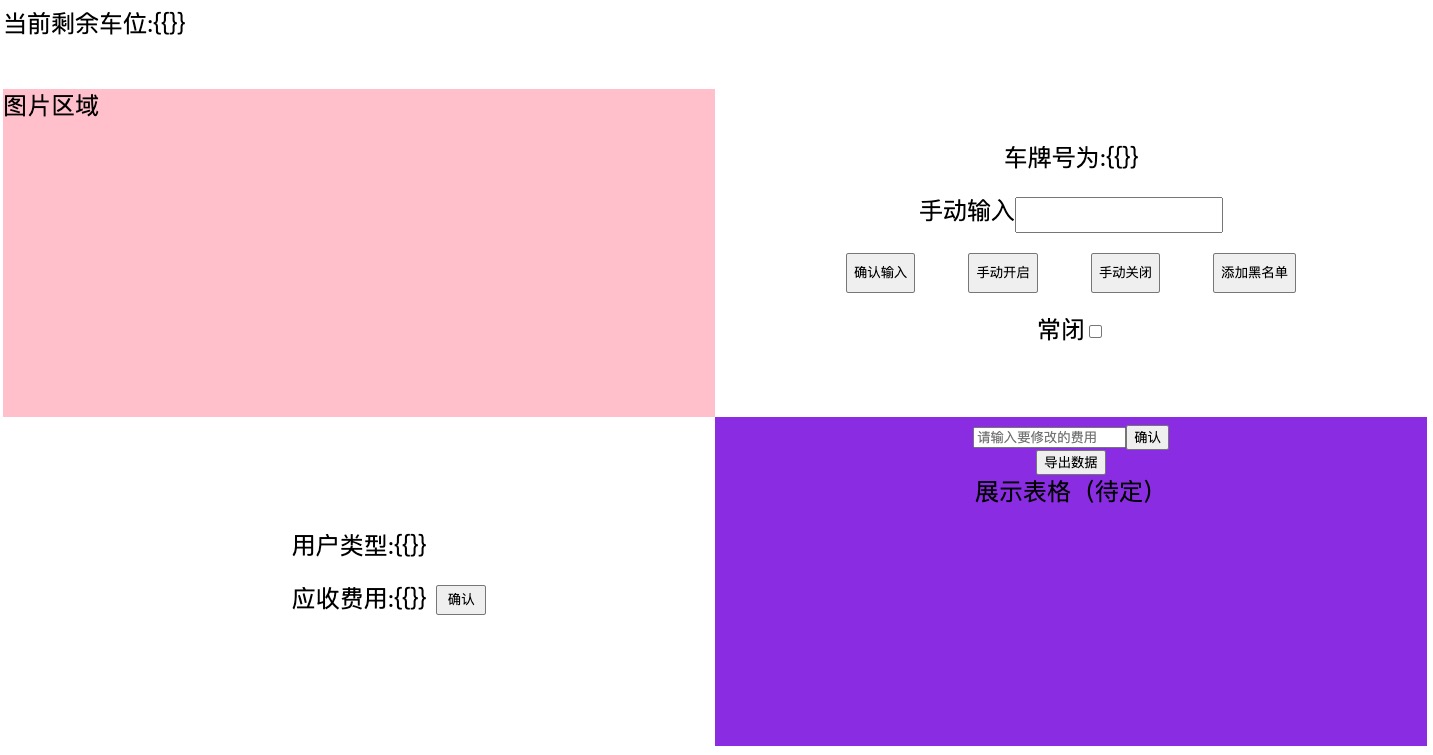 当前剩余车位:{{}}
图片区域
车牌号为:{{}}
手动输入
确认输入 手动开启 手动关闭 添加黑名单
常闭
用户类型:{{}}
应收费用:{{}} 确认
请输入要修改的费用 确认
导出数据
展示表格（待定）